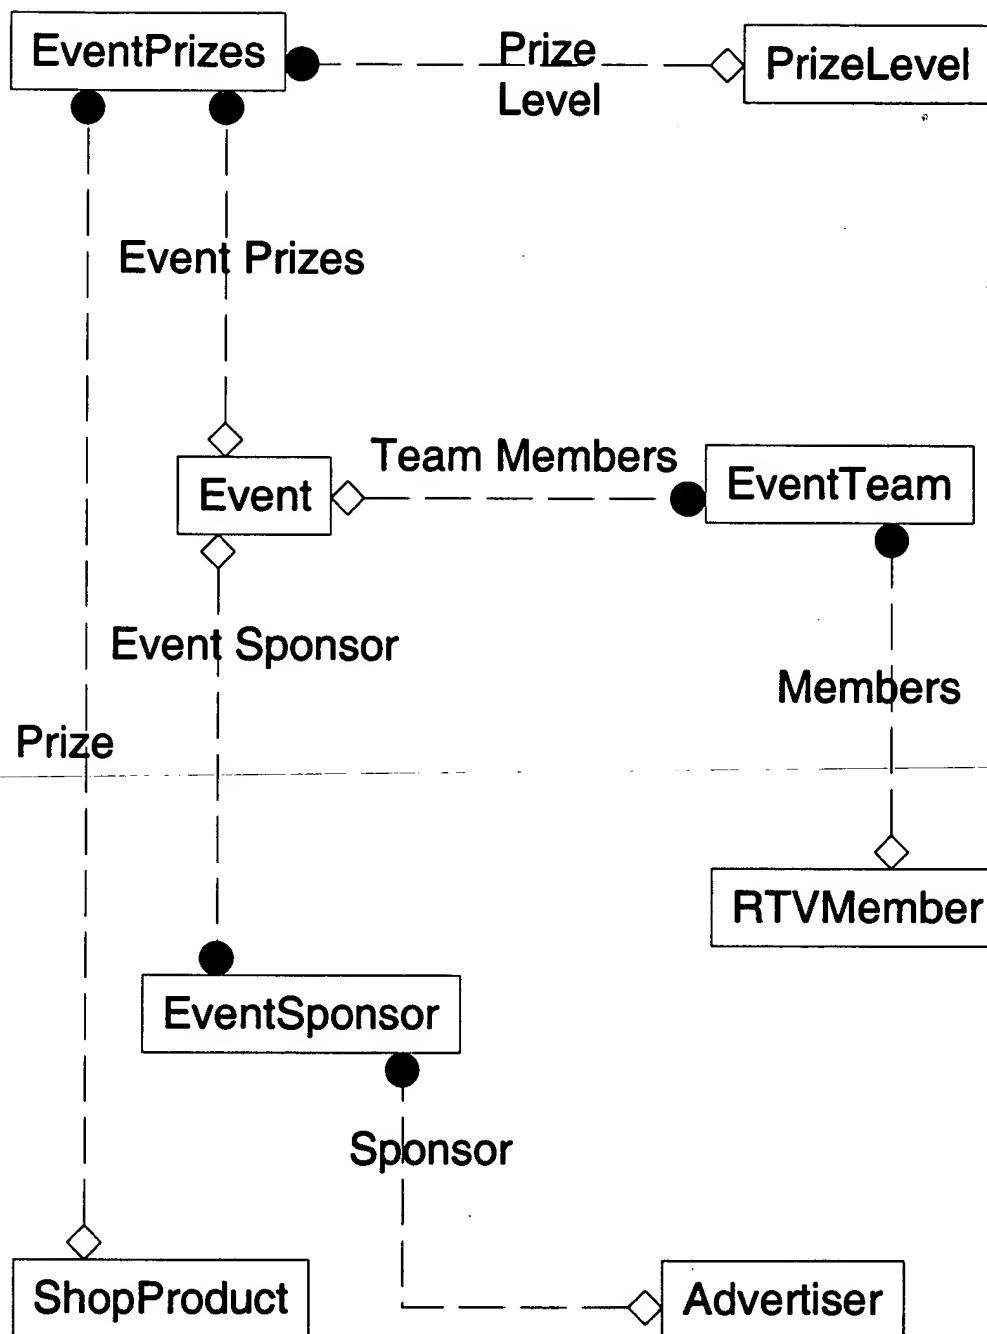 EventPrizes
Prize
Level
PrizeLevel
Event Prizes
Team Members
EventTeam
Event
Event Sponsor
Members
Prize
RTVMember
EventSponsor
Sponsor
ShopProduct
Advertiser